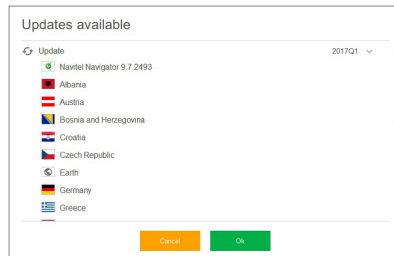 Updates available
Update 2017Q1
Navitel Navigator 9.7.2493
Albania
Austria
Bosnia and Herzegovina
Croatia
Czech Republic
Earth
Germany
Greece
Cancel Ok